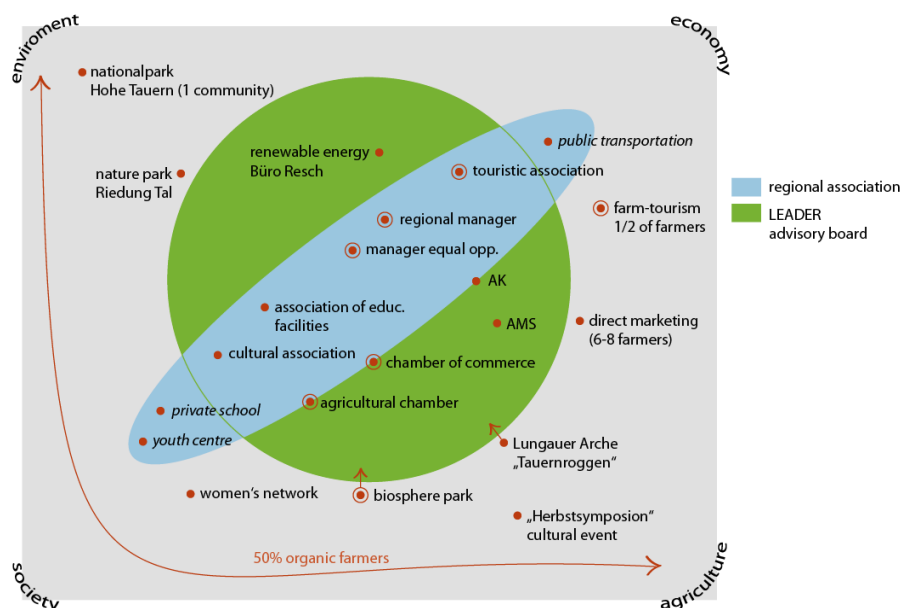 enviroment
economy
nationalpark
Hohe Tauern (1 community)
public transportation
renewable energy
Büro Resch
touristic association
nature park
Riedung Tal
regional association
LEADER
advisory board
farm-tourism
1/2 of farmers
regional manager
manager equal opp.
AK
association of educ.
facilities
AMS
direct marketing
(6-8 farmers)
cultural association
chamber of commerce
private school
agricultural chamber
youth centre
Lungauer Arche
„Tauernroggen“
women‘s network
biosphere park
„Herbstsymposion“
cultural event
50% organic farmers
society
agriculture